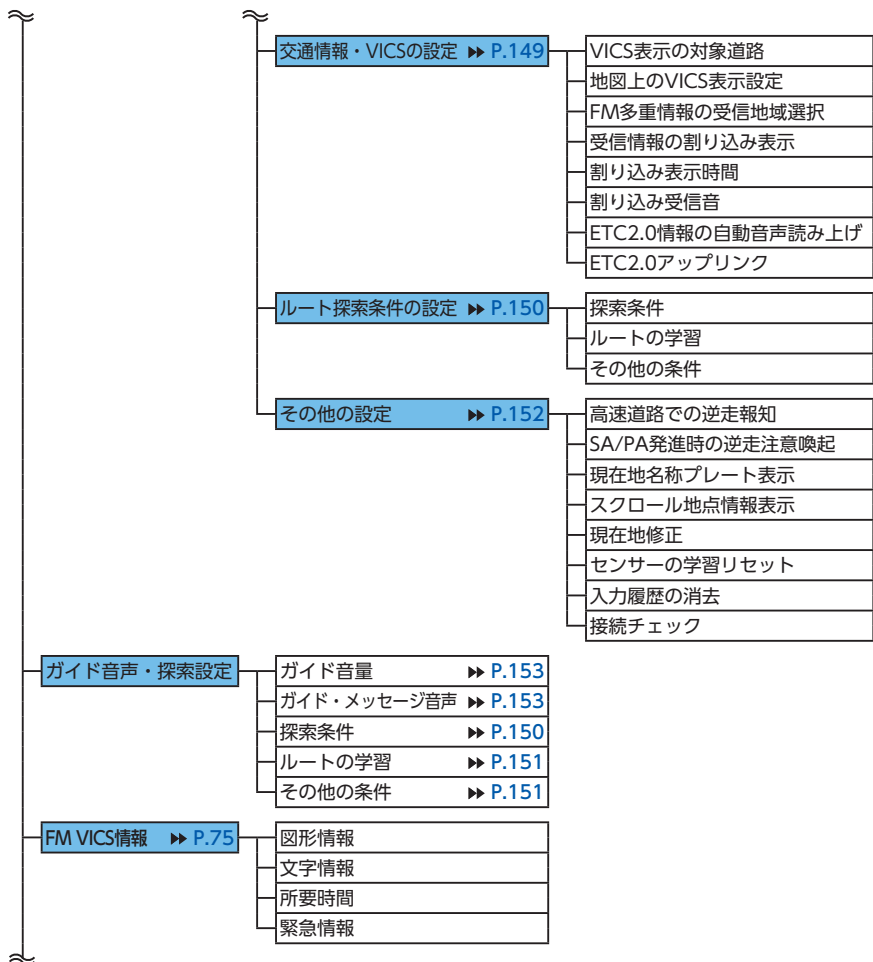 交通情報・VICSの設定 ▶▶ P.149
VICS表示の対象道路
地図上のVICS表示設定
FM多重情報の受信地域選択
受信情報の割り込み表示
割り込み表示時間
割り込み受信音
ETC2.0情報の自動音声読み上げ
ETC2.0アップリンク
ルート探索条件の設定 ▶▶ P.150
探索条件
ルートの学習
その他の条件
その他の設定 ▶▶ P.152
高速道路での逆走報知
SA/PA発進時の逆走注意喚起
現在地名称プレート表示
スクロール地点情報表示
現在地修正
センサーの学習リセット
入力履歴の消去
接続チェック
ガイド音声・探索設定
ガイド音量 ▶▶ P.153
ガイド・メッセージ音声 ▶▶ P.153
探索条件 ▶▶ P.150
ルートの学習 ▶▶ P.151
その他の条件 ▶▶ P.151
FM VICS情報 ▶▶ P.75
図形情報
文字情報
所要時間
緊急情報